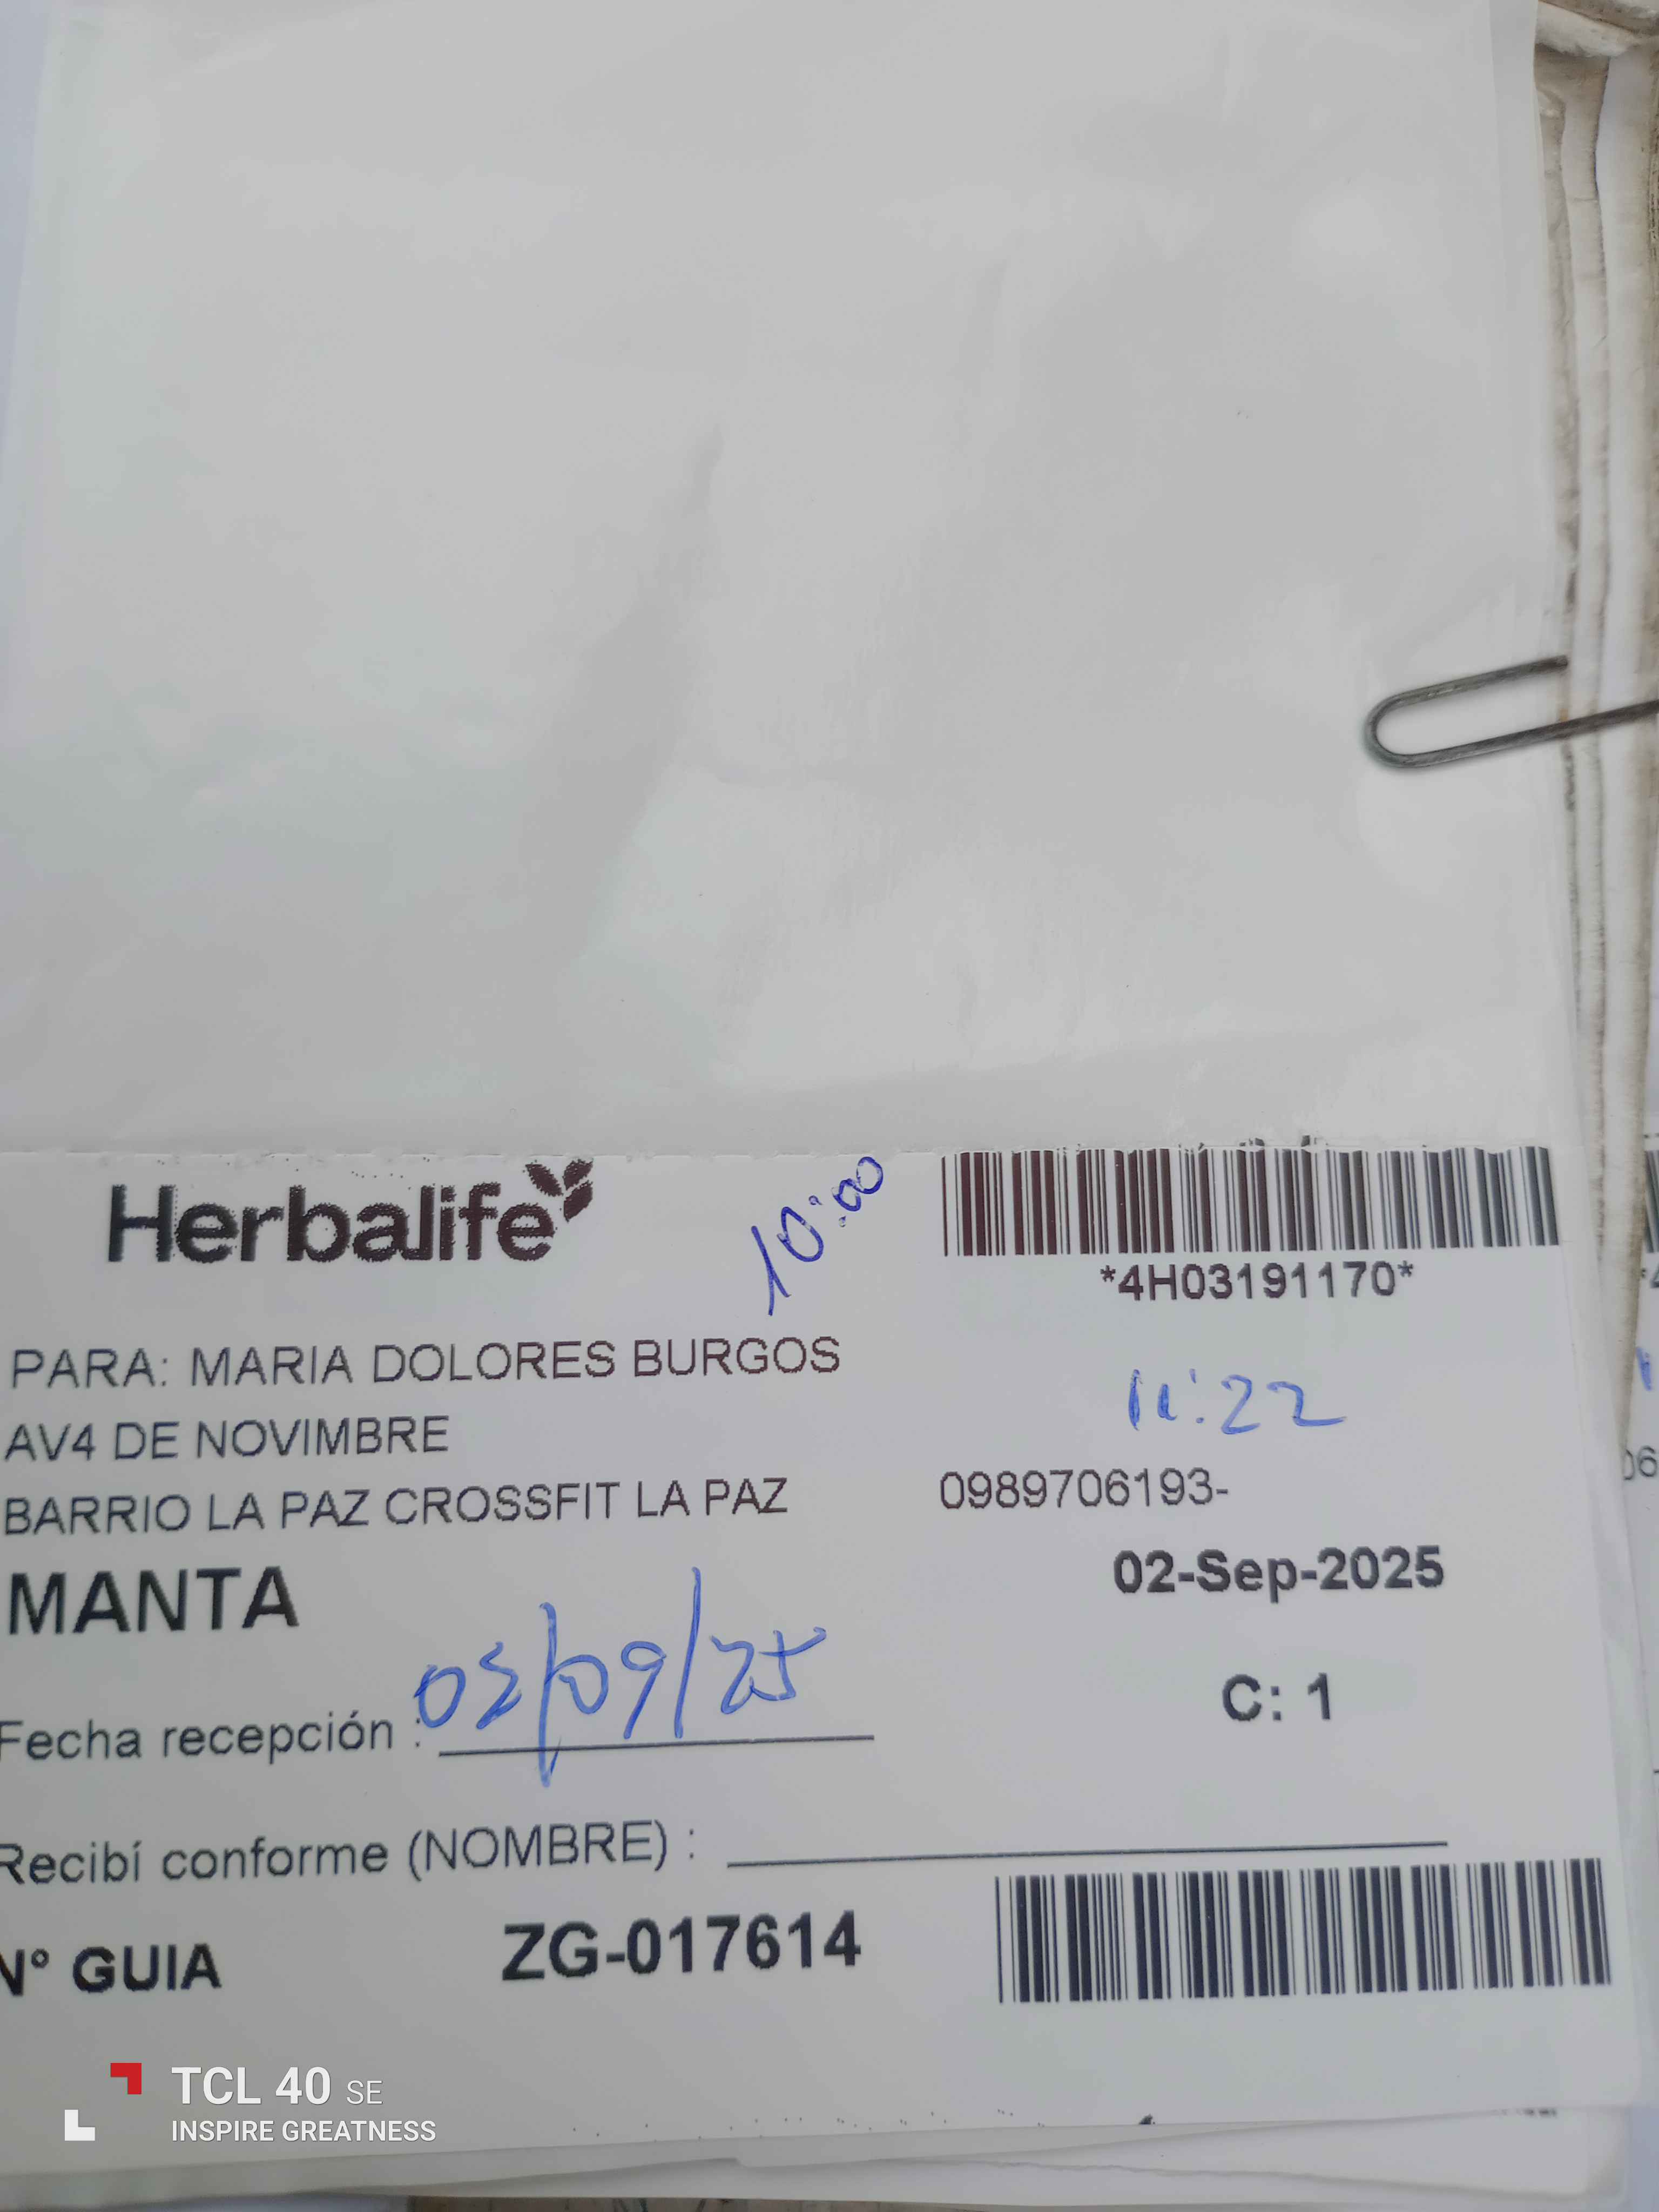 Herbalife
10:00
*4H03191170*
PARA: MARIA DOLORES BURGOS
11:22
AV4 DE NOVIMBRE
BARRIO LA PAZ CROSSFIT LA PAZ
0989706193-
MANTA
02-Sep-2025
Fecha recepción : 03/09/25
C: 1
Recibí conforme (NOMBRE) :
N° GUIA ZG-017614
TCL 40 SE
INSPIRE GREATNESS